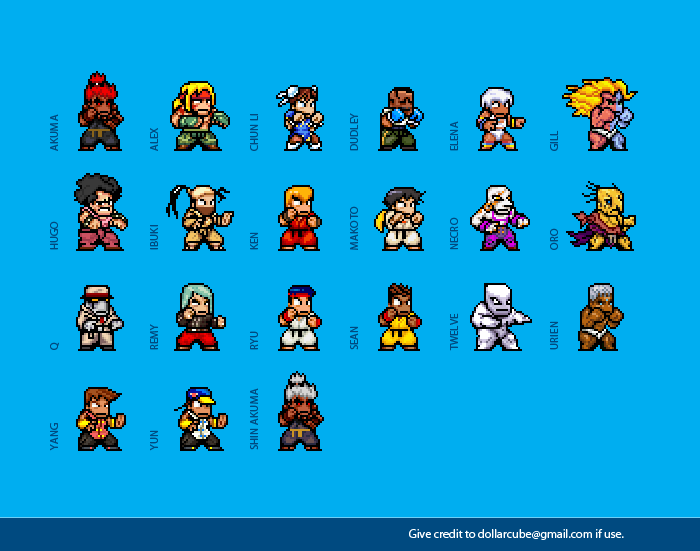 AKUMA
ALEX
CHUN LI
DUDLEY
ELENA
GILL
HUGO
IBUKI
KEN
MAKOTO
NECRO
ORO
Q
REMY
RYU
SEAN
TWELVE
URIEN
YANG
YUN
SHIN AKUMA
Give credit to dollarcube@gmail.com if use.